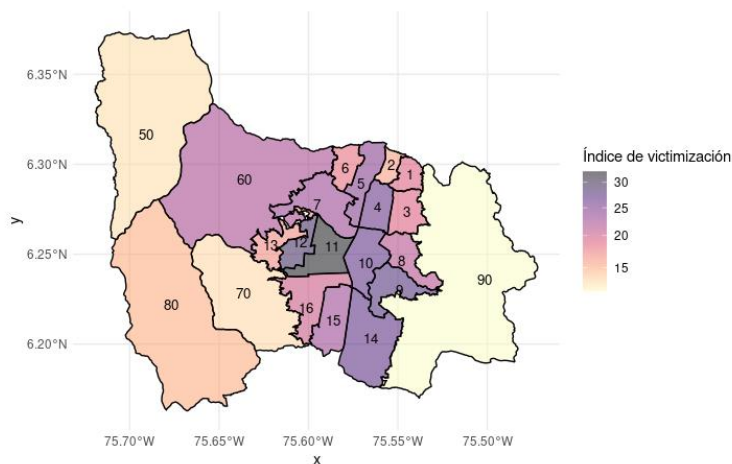 6.35°N
6.30°N
6.25°N
6.20°N
y
50
60
6
5
2
1
7
4
3
12
13
11
10
8
90
9
80
70
16
15
14
75.70°W
75.65°W
75.60°W
75.55°W
75.50°W
x
Índice de victimización
30
25
20
15